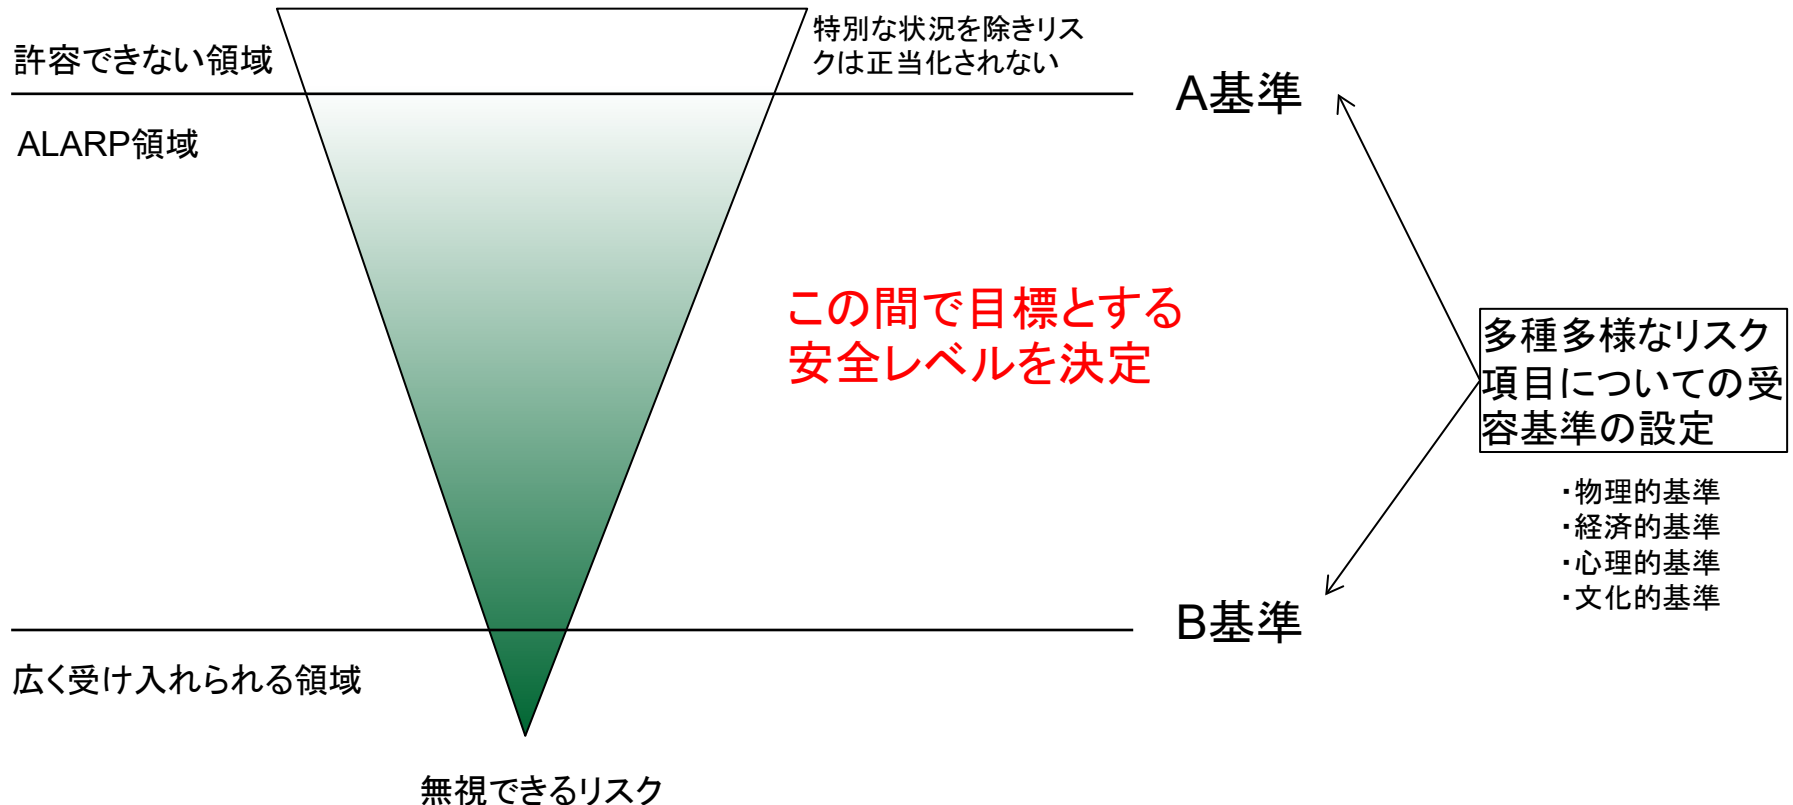 特別な状況を除きリス
クは正当化されない
許容できない領域
A基準
ALARP領域
この間で目標とする
安全レベルを決定
多種多様なリスク
項目についての受
容基準の設定
・物理的基準
・経済的基準
・心理的基準
・文化的基準
B基準
広く受け入れられる領域
無視できるリスク